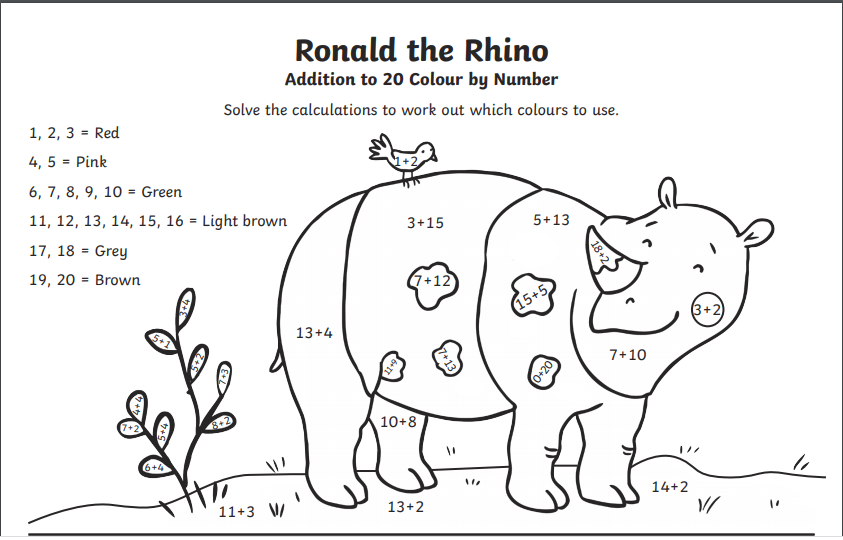 Ronald the Rhino
Addition to 20 Colour by Number
Solve the calculations to work out which colours to use.
1, 2, 3 = Red
4, 5 = Pink
6, 7, 8, 9, 10 = Green
11, 12, 13, 14, 15, 16 = Light brown
17, 18 = Grey
19, 20 = Brown
1+2
3+15
5+13
18+2
7+12
15+5
3+2
13+4
7+10
11+9
7+13
0+20
10+8
3+4
5+1
5+2
7+3
4+4
7+2
5+4
8+2
6+4
11+3
13+2
14+2